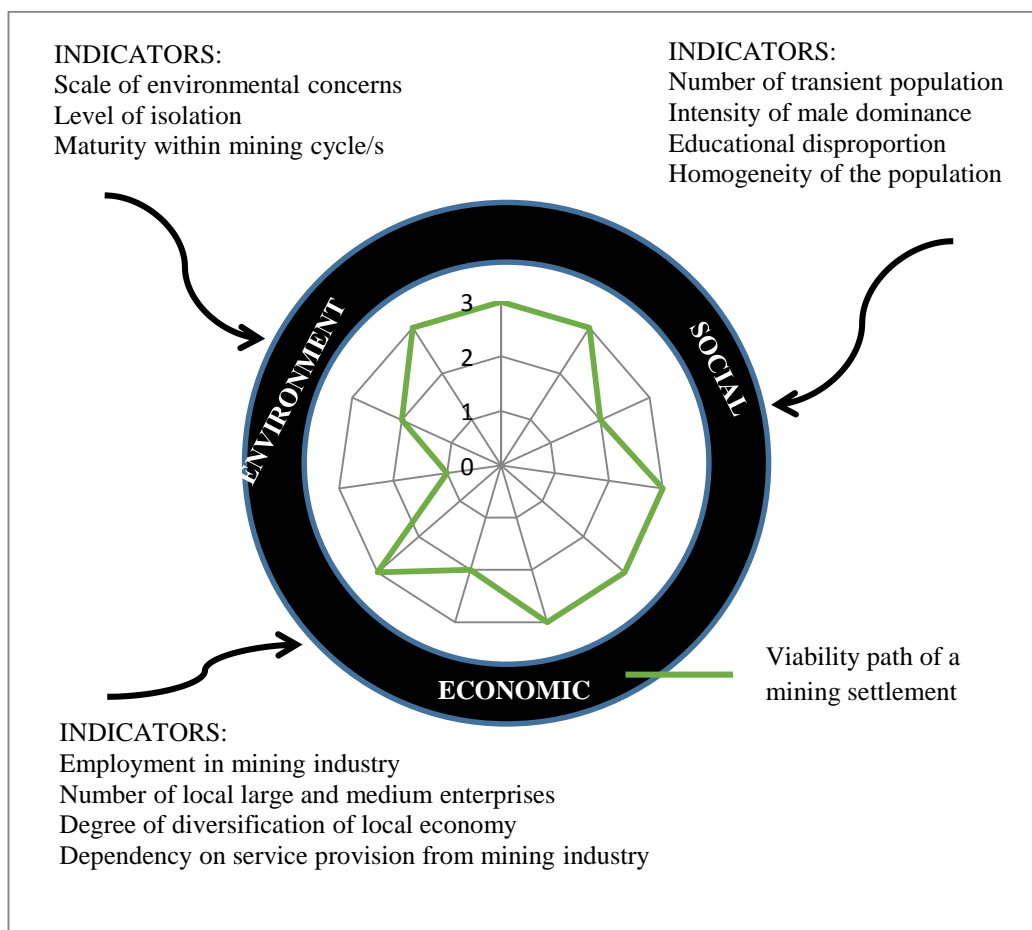 INDICATORS:
Scale of environmental concerns
Level of isolation
Maturity within mining cycle/s
INDICATORS:
Number of transient population
Intensity of male dominance
Educational disproportion
Homogeneity of the population
ENVIRONMENT
SOCIAL
3
2
1
0
ECONOMIC
Viability path of a
mining settlement
INDICATORS:
Employment in mining industry
Number of local large and medium enterprises
Degree of diversification of local economy
Dependency on service provision from mining industry